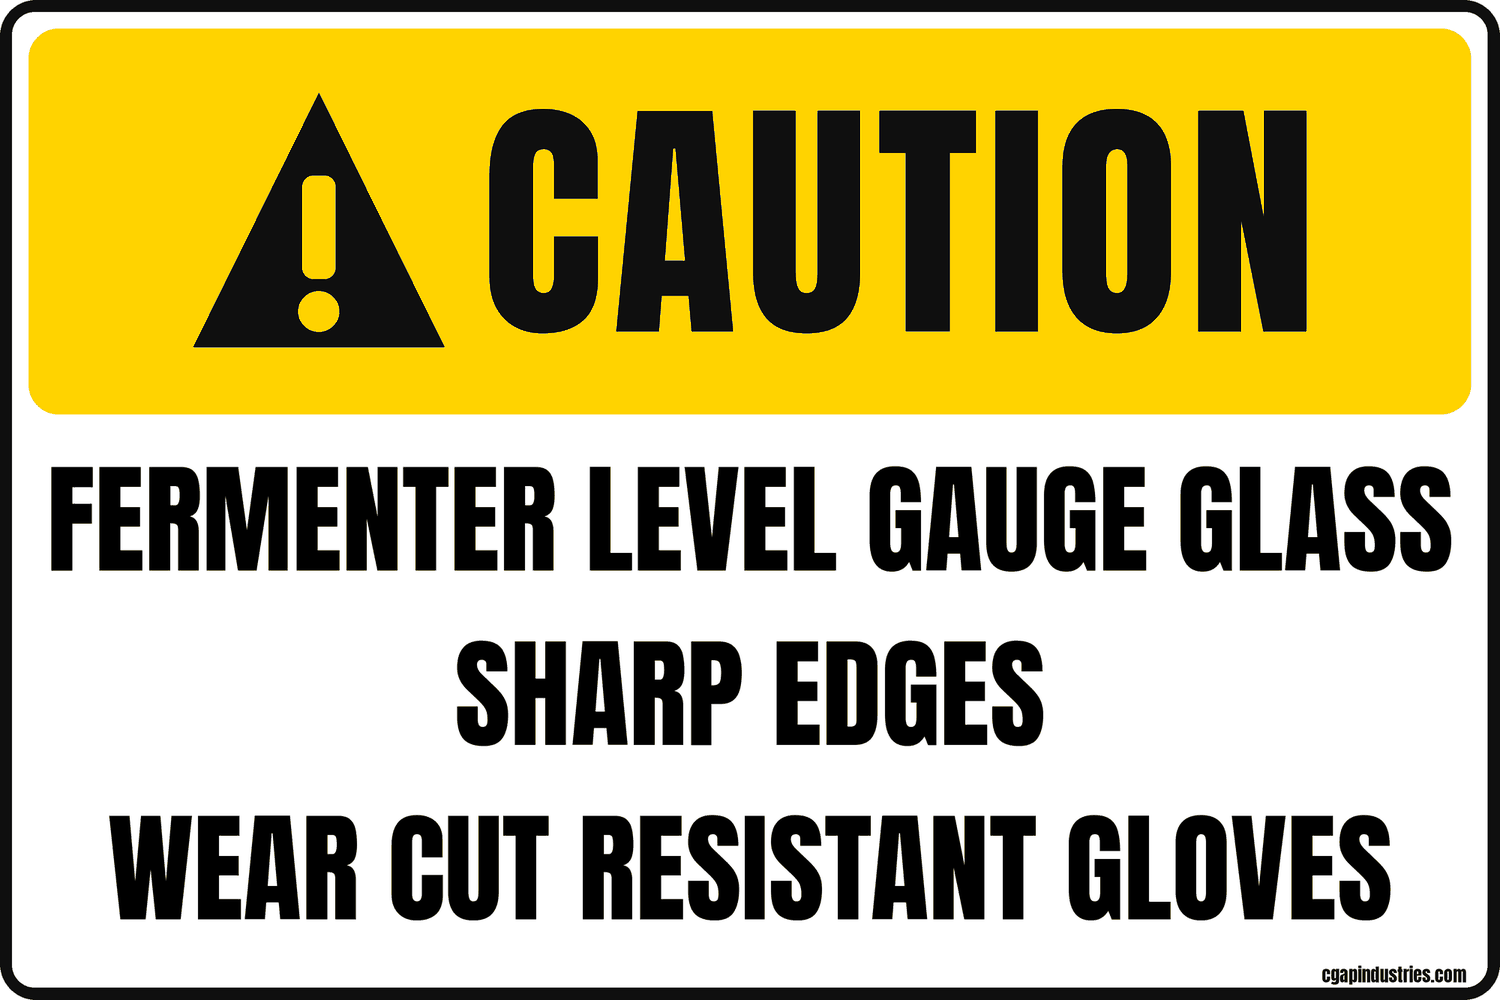 CAUTION
FERMENTER LEVEL GAUGE GLASS
SHARP EDGES
WEAR CUT RESISTANT GLOVES
cgapindustries.com